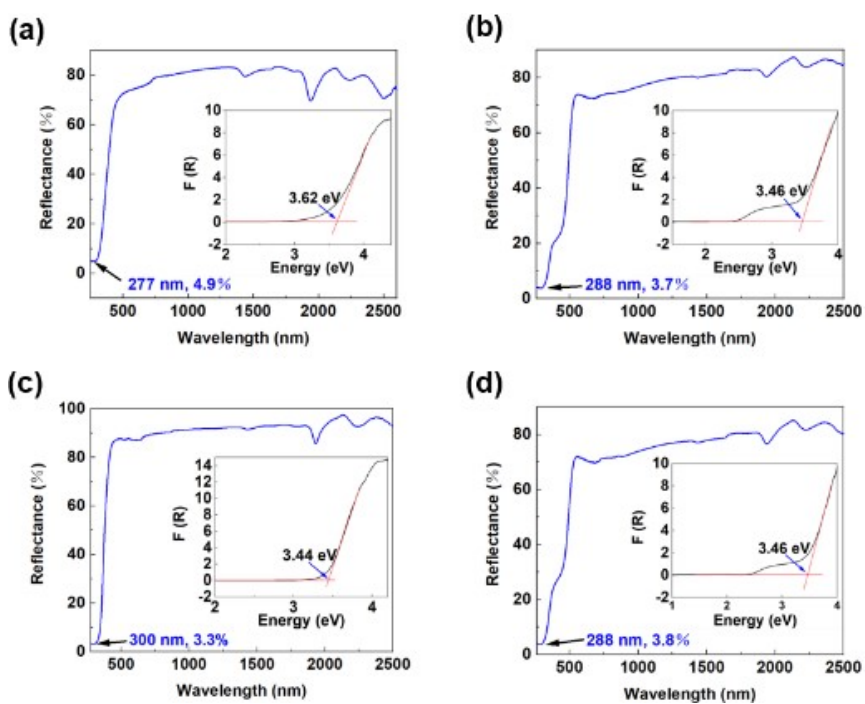 (a)
Reflectance (%)
80
60
40
20
0
500 1000 1500 2000 2500
Wavelength (nm)
277 nm, 4.9%
F (R)
10
8
6
4
2
0
-2
2 3 4
Energy (eV)
3.62 eV
(b)
Reflectance (%)
80
60
40
20
0
500 1000 1500 2000 2500
Wavelength (nm)
288 nm, 3.7%
F (R)
10
8
6
4
2
0
-2
2 3 4
Energy (eV)
3.46 eV
(c)
Reflectance (%)
100
80
60
40
20
0
500 1000 1500 2000 2500
Wavelength (nm)
300 nm, 3.3%
F (R)
14
12
10
8
6
4
2
0
-2
2 3 4
Energy (eV)
3.44 eV
(d)
Reflectance (%)
80
60
40
20
0
500 1000 1500 2000 2500
Wavelength (nm)
288 nm, 3.8%
F (R)
10
8
6
4
2
0
-2
1 2 3 4
Energy (eV)
3.46 eV